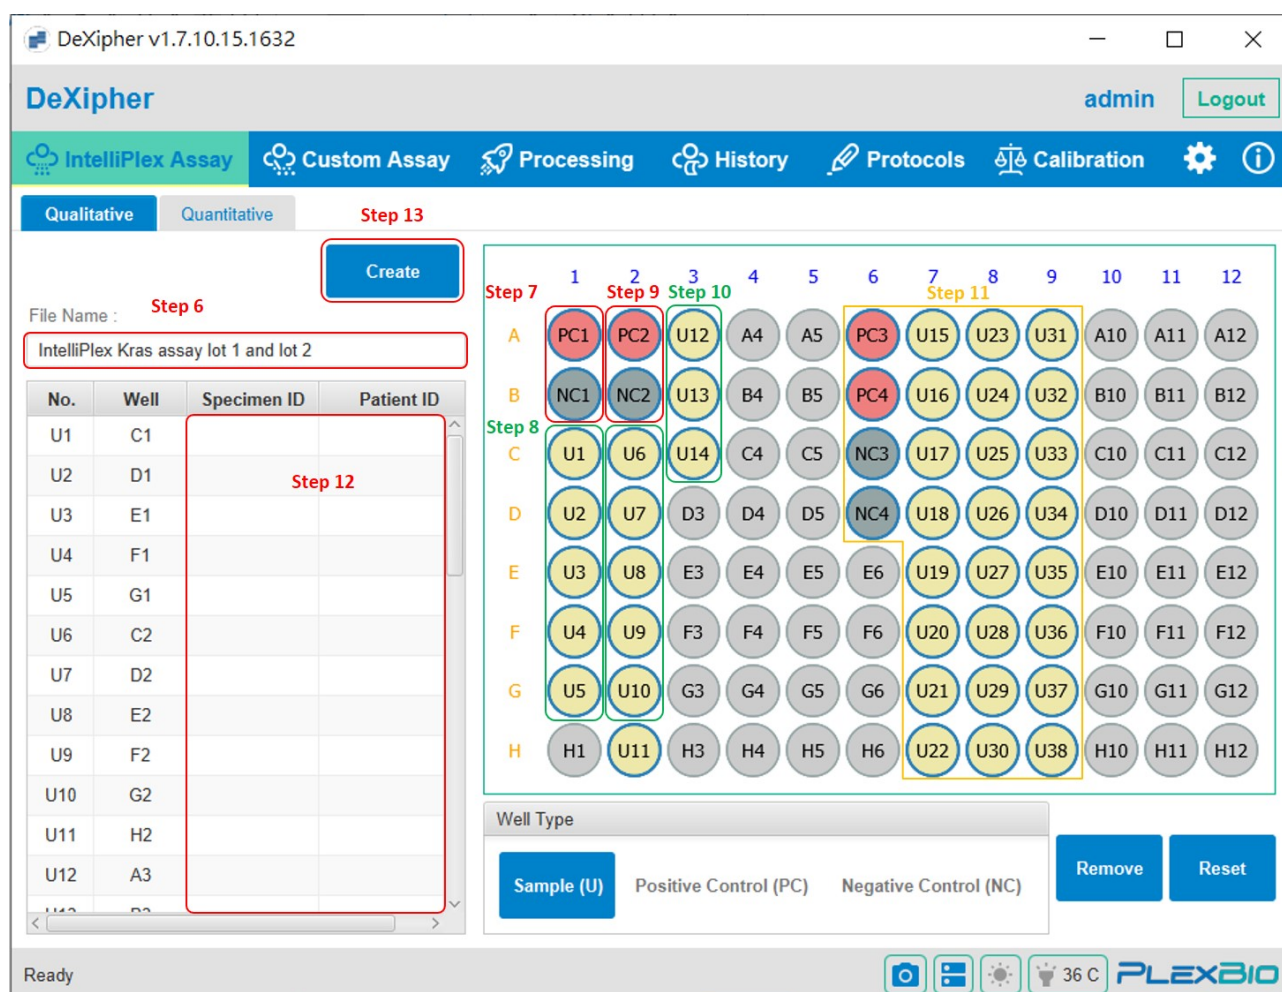 DeXipher v1.7.10.15.1632
DeXipher admin Logout
IntelliPlex Assay Custom Assay Processing History Protocols Calibration
Qualitative Quantitative Step 13
Create
Step 6
File Name :
IntelliPlex Kras assay lot 1 and lot 2
No. Well Specimen ID Patient ID
U1 C1
U2 D1
Step 12
U3 E1
U4 F1
U5 G1
U6 C2
U7 D2
U8 E2
U9 F2
U10 G2
U11 H2
U12 A3
1 2 3 4 5 6 7 8 9 10 11 12
Step 7 Step 9 Step 10 Step 11
A PC1 PC2 U12 A4 A5 PC3 U15 U23 U31 A10 A11 A12
B NC1 NC2 U13 B4 B5 PC4 U16 U24 U32 B10 B11 B12
Step 8
C U1 U6 U14 C4 C5 NC3 U17 U25 U33 C10 C11 C12
D U2 U7 D3 D4 D5 NC4 U18 U26 U34 D10 D11 D12
E U3 U8 E3 E4 E5 E6 U19 U27 U35 E10 E11 E12
F U4 U9 F3 F4 F5 F6 U20 U28 U36 F10 F11 F12
G U5 U10 G3 G4 G5 G6 U21 U29 U37 G10 G11 G12
H H1 U11 H3 H4 H5 H6 U22 U30 U38 H10 H11 H12
Well Type
Sample (U) Positive Control (PC) Negative Control (NC)
Remove Reset
Ready 36 C PLEXBIO